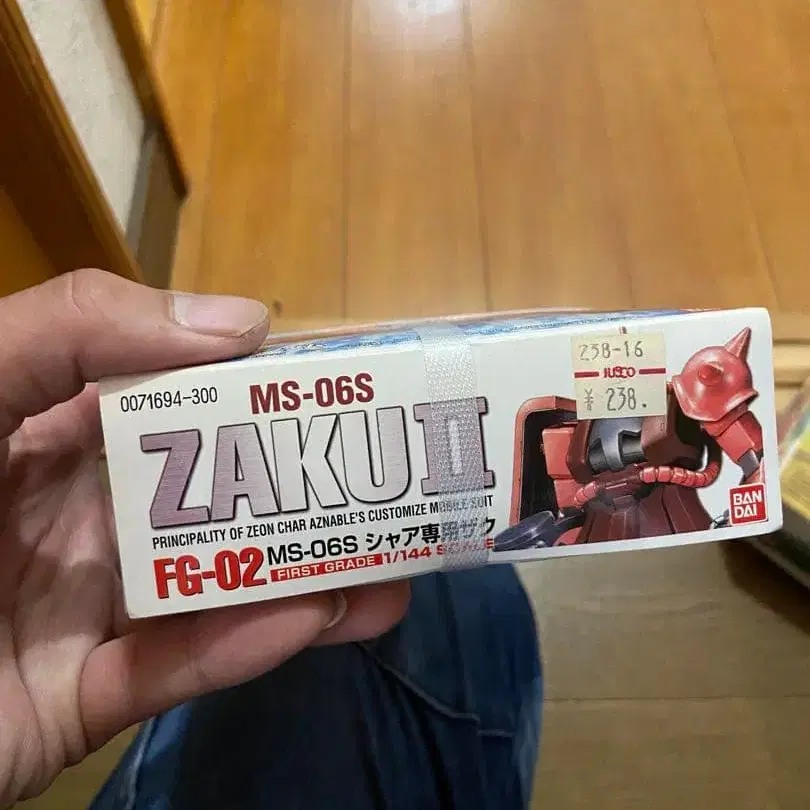 0071694-300
MS-06S
ZAKU II
PRINCIPALITY OF ZEON CHAR AZNABLE'S CUSTOMIZE MOBILE SUIT
FG-02
MS-06S シャア専用ザク
FIRST GRADE 1/144 SCALE
238-16
JUSCO
¥ 238.
BAN
DAI